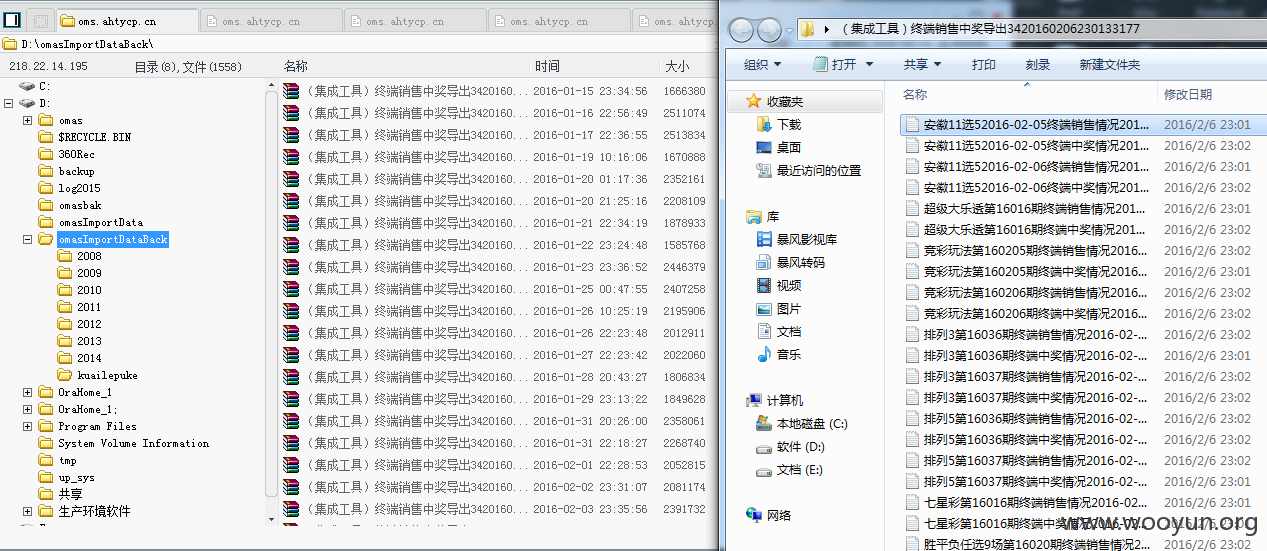 oms.ahtycp.cn
oms.ahtycp.cn
oms.ahtycp.cn
oms.ahtycp.cn
oms.ahtycp
D:\omasImportDataBack\
218.22.14.195
目录(8),文件(1558)
C:
D:
omas
$RECYCLE.BIN
360Rec
backup
log2015
omasbak
omasImportData
omasImportDataBack
2008
2009
2010
2011
2012
2013
2014
kuailepuke
OraHome_1
OraHome_1;
Program Files
System Volume Information
tmp
up_sys
共享
生产环境软件
名称 时间 大小
（集成工具）终端销售中奖导出3420160... 2016-01-15 23:34:56 1666380
（集成工具）终端销售中奖导出3420160... 2016-01-16 22:56:49 2511074
（集成工具）终端销售中奖导出3420160... 2016-01-17 22:36:55 2513834
（集成工具）终端销售中奖导出3420160... 2016-01-19 10:16:06 1670888
（集成工具）终端销售中奖导出3420160... 2016-01-20 01:17:36 2352161
（集成工具）终端销售中奖导出3420160... 2016-01-20 21:25:16 2208109
（集成工具）终端销售中奖导出3420160... 2016-01-21 22:34:19 1878933
（集成工具）终端销售中奖导出3420160... 2016-01-22 23:24:48 1585768
（集成工具）终端销售中奖导出3420160... 2016-01-23 23:36:52 2446379
（集成工具）终端销售中奖导出3420160... 2016-01-25 00:47:55 2407258
（集成工具）终端销售中奖导出3420160... 2016-01-26 10:25:19 2195906
（集成工具）终端销售中奖导出3420160... 2016-01-26 22:23:48 2012911
（集成工具）终端销售中奖导出3420160... 2016-01-27 22:23:42 2022060
（集成工具）终端销售中奖导出3420160... 2016-01-28 20:43:27 1806834
（集成工具）终端销售中奖导出3420160... 2016-01-29 23:13:22 1849628
（集成工具）终端销售中奖导出3420160... 2016-01-31 20:26:00 2358061
（集成工具）终端销售中奖导出3420160... 2016-01-31 22:18:27 2268740
（集成工具）终端销售中奖导出3420160... 2016-02-01 22:28:53 2052815
（集成工具）终端销售中奖导出3420160... 2016-02-02 23:31:07 2081174
（集成工具）终端销售中奖导出3420160... 2016-02-03 23:35:56 2391732
（集成工具）终端销售中奖导出3420160206230133177
组织 打开 共享 打印 刻录 新建文件夹
收藏夹
下载
桌面
最近访问的位置
库
暴风影视库
暴风转码
视频
图片
文档
音乐
计算机
本地磁盘 (C:)
软件 (D:)
文档 (E:)
网络
名称 修改日期
安徽11选52016-02-05终端销售情况201... 2016/2/6 23:01
安徽11选52016-02-05终端中奖情况201... 2016/2/6 23:02
安徽11选52016-02-06终端销售情况201... 2016/2/6 23:01
安徽11选52016-02-06终端中奖情况201... 2016/2/6 23:02
超级大乐透第16016期终端销售情况201... 2016/2/6 23:01
超级大乐透第16016期终端中奖情况201... 2016/2/6 23:02
竞彩玩法第160205期终端销售情况2016... 2016/2/6 23:02
竞彩玩法第160205期终端中奖情况2016... 2016/2/6 23:01
竞彩玩法第160206期终端销售情况2016... 2016/2/6 23:02
竞彩玩法第160206期终端中奖情况2016... 2016/2/6 23:02
排列3第16036期终端销售情况2016-02-... 2016/2/6 23:02
排列3第16036期终端中奖情况2016-02-... 2016/2/6 23:01
排列3第16037期终端销售情况2016-02-... 2016/2/6 23:02
排列3第16037期终端中奖情况2016-02-... 2016/2/6 23:02
排列5第16036期终端销售情况2016-02-... 2016/2/6 23:02
排列5第16036期终端中奖情况2016-02-... 2016/2/6 23:02
排列5第16037期终端销售情况2016-02-... 2016/2/6 23:02
排列5第16037期终端中奖情况2016-02-... 2016/2/6 23:02
七星彩第16016期终端销售情况2016-02... 2016/2/6 23:01
七星彩第16016期终端中奖情况2016-02... 2016/2/6 23:02
胜平负任选9场第16020期终端销售情况2... 2016/2/6 23:02
www.wooyun.org